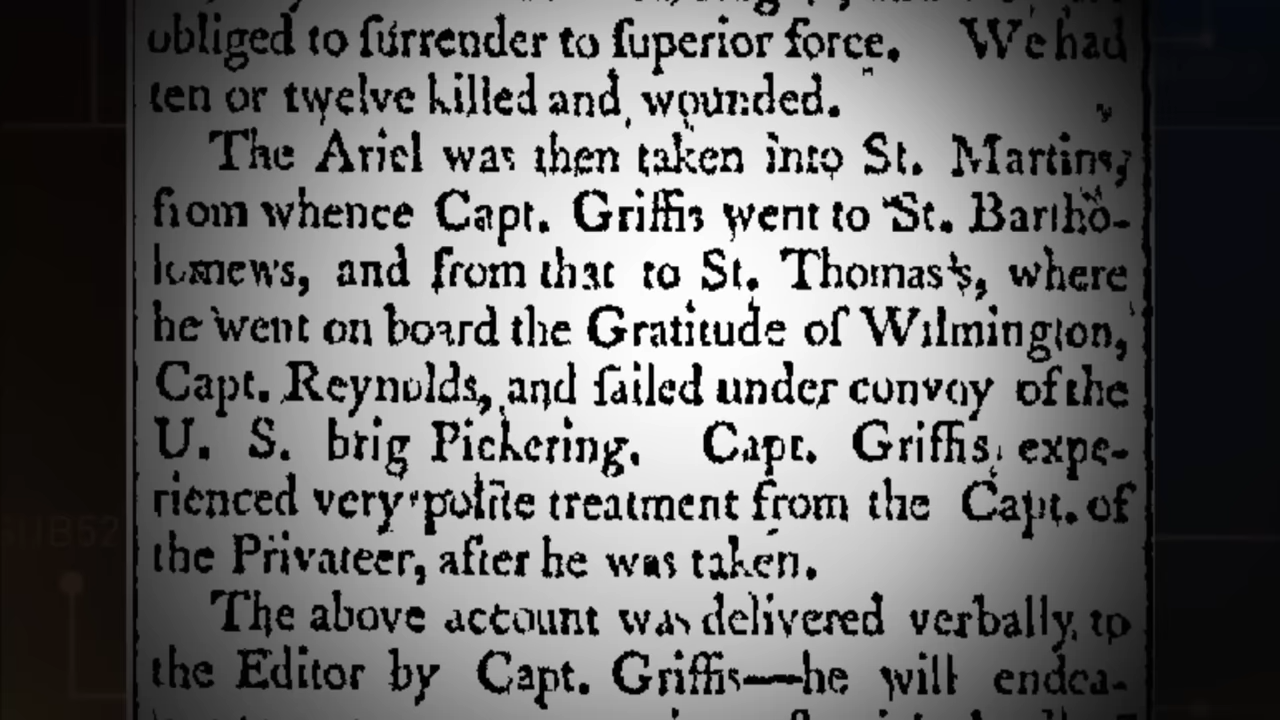 obliged to ſurrender to ſuperior force. We had
ten or twelve killed and wounded.
The Ariel was then taken into St. Martins,
from whence Capt. Griffis went to St. Bartho-
lomews, and from that to St. Thomas's, where
he went on board the Gratitude of Wilmington,
Capt. Reynolds, and ſailed under convoy of the
U. S. brig Pickering. Capt. Griffis, expe-
rienced very polite treatment from the Capt. of
the Privateer, after he was taken.
The above account was delivered verbally, to
the Editor by Capt. Griffis—he will endea-